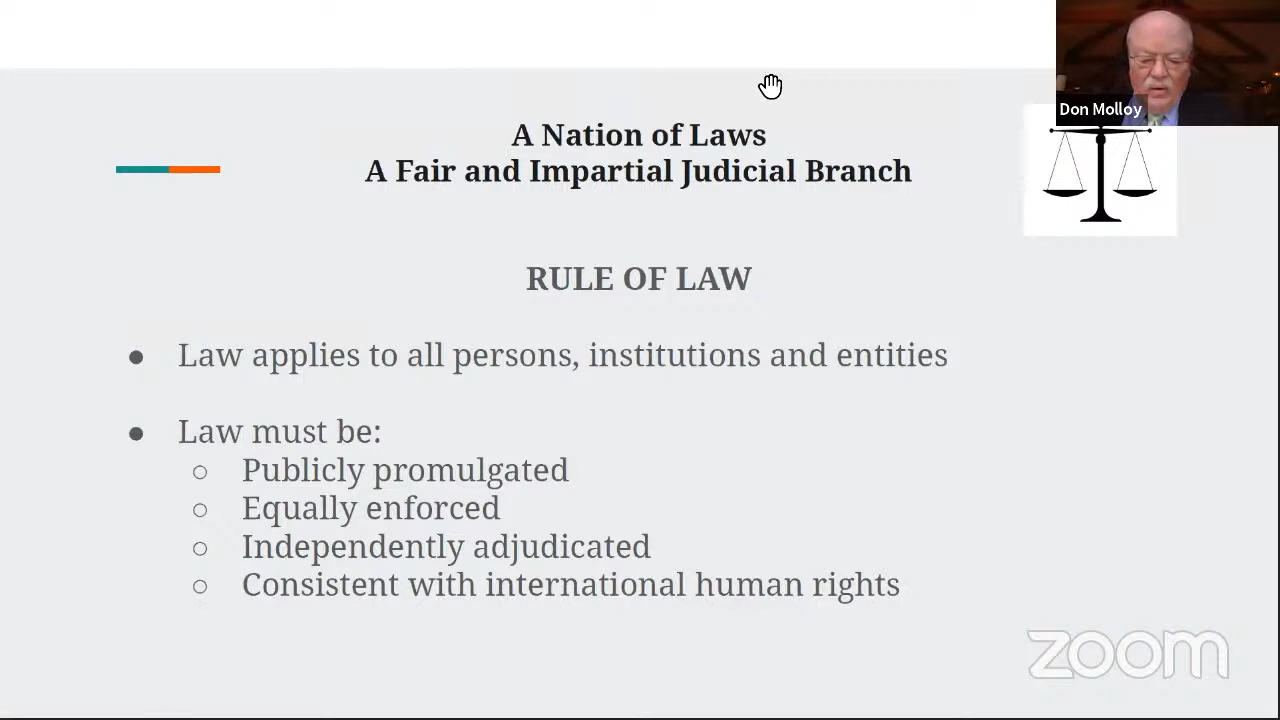 Don Molloy
A Nation of Laws
A Fair and Impartial Judicial Branch
RULE OF LAW
● Law applies to all persons, institutions and entities
● Law must be:
○ Publicly promulgated
○ Equally enforced
○ Independently adjudicated
○ Consistent with international human rights
zoom